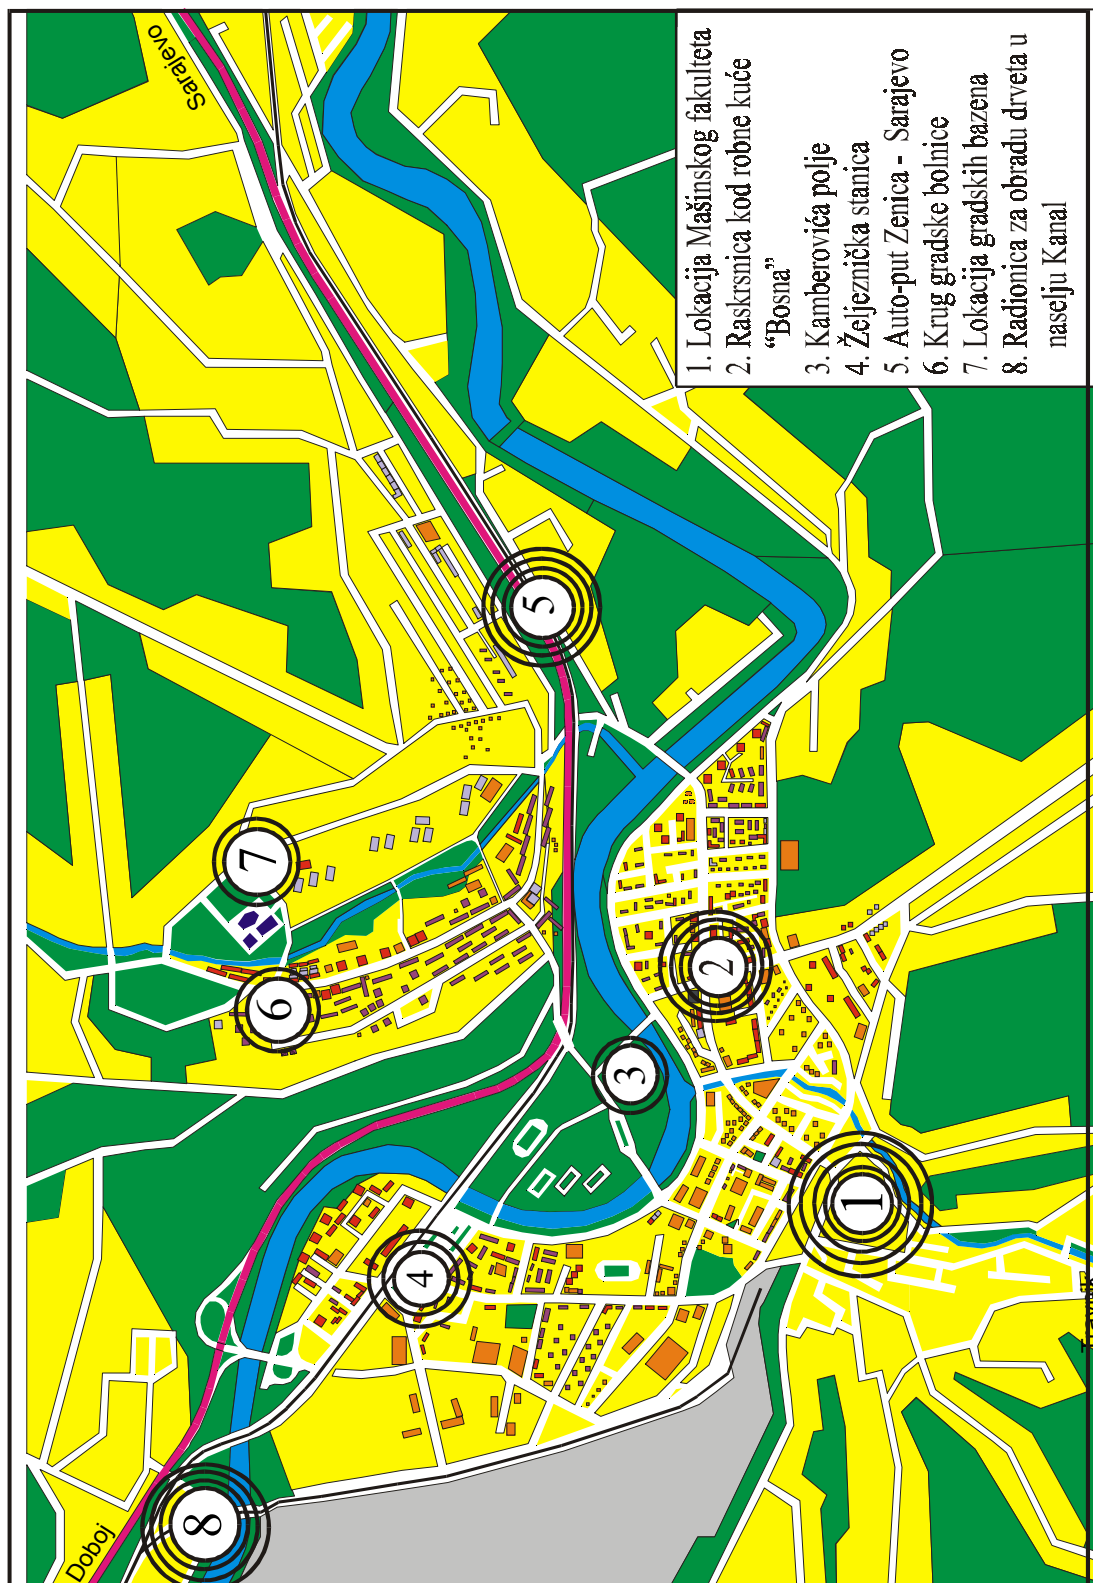 Sarajevo
1. Lokacija Mašinskog fakulteta
2. Raskrsnica kod robne kuće
“Bosna”
3. Kamberovića polje
4. Željeznička stanica
5. Auto-put Zenica - Sarajevo
6. Krug gradske bolnice
7. Lokacija gradskih bazena
8. Radionica za obradu drveta u
naselju Kanal
5
7
6
2
3
1
4
8
Doboj